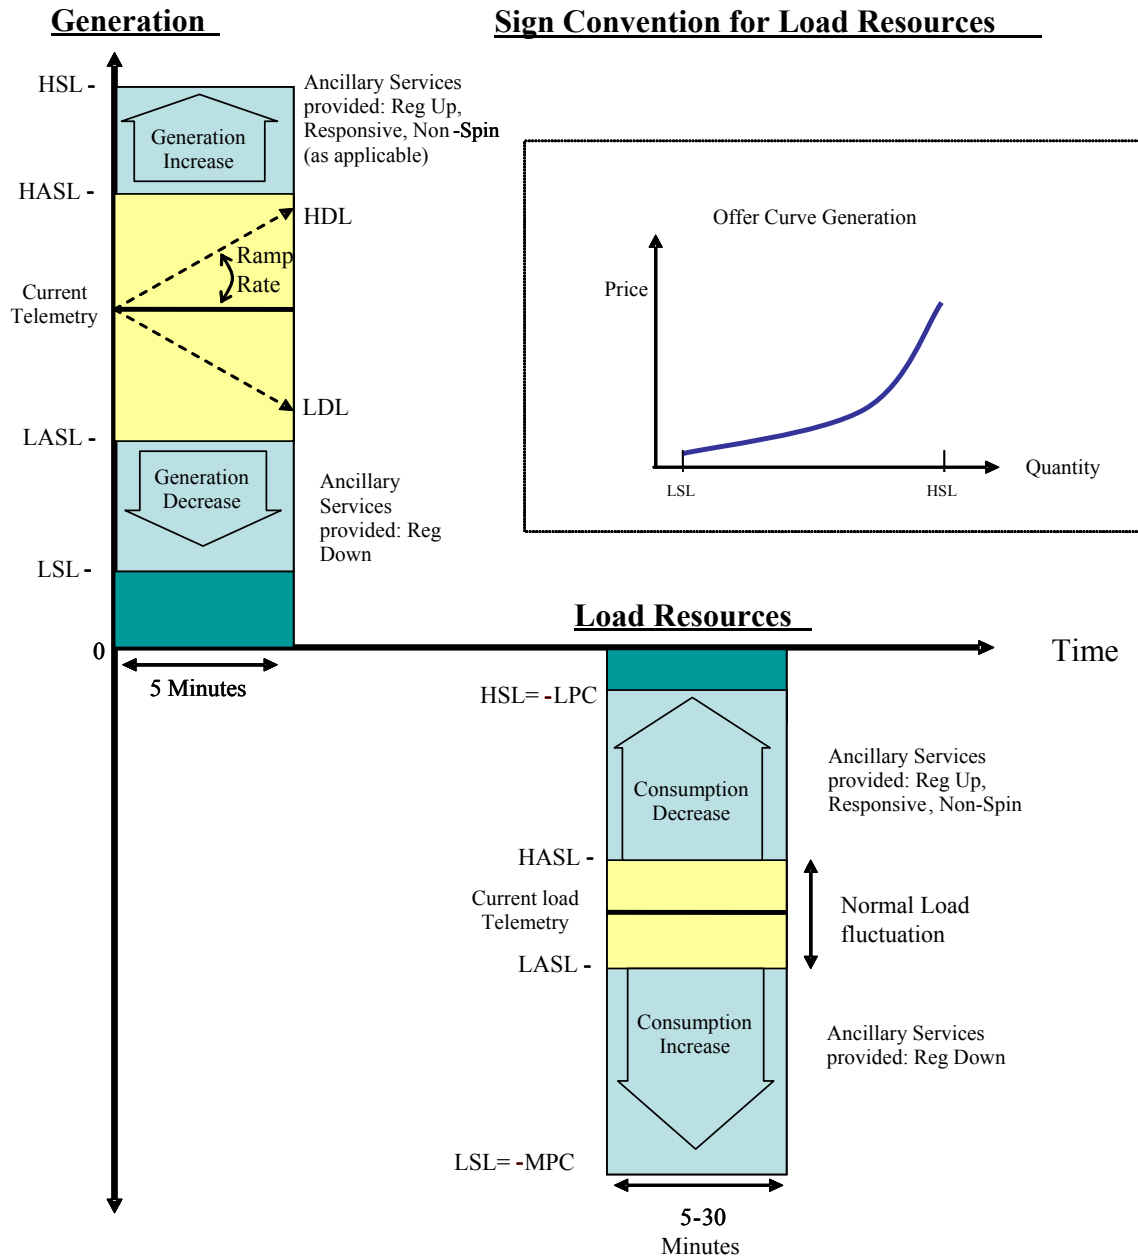 Generation
Sign Convention for Load Resources
HSL -
Ancillary Services
provided: Reg Up,
Responsive, Non -Spin
(as applicable)
Generation
Increase
HASL -
HDL
Ramp
Rate
Current
Telemetry
LDL
LASL -
Generation
Decrease
Ancillary
Services
provided: Reg
Down
LSL -
0
5 Minutes
Offer Curve Generation
Price
LSL
HSL
Quantity
Load Resources
Time
HSL= -LPC
Consumption
Decrease
Ancillary Services
provided: Reg Up,
Responsive, Non-Spin
HASL -
Current load
Telemetry
Normal Load
fluctuation
LASL -
Consumption
Increase
Ancillary Services
provided: Reg Down
LSL= -MPC
5-30
Minutes